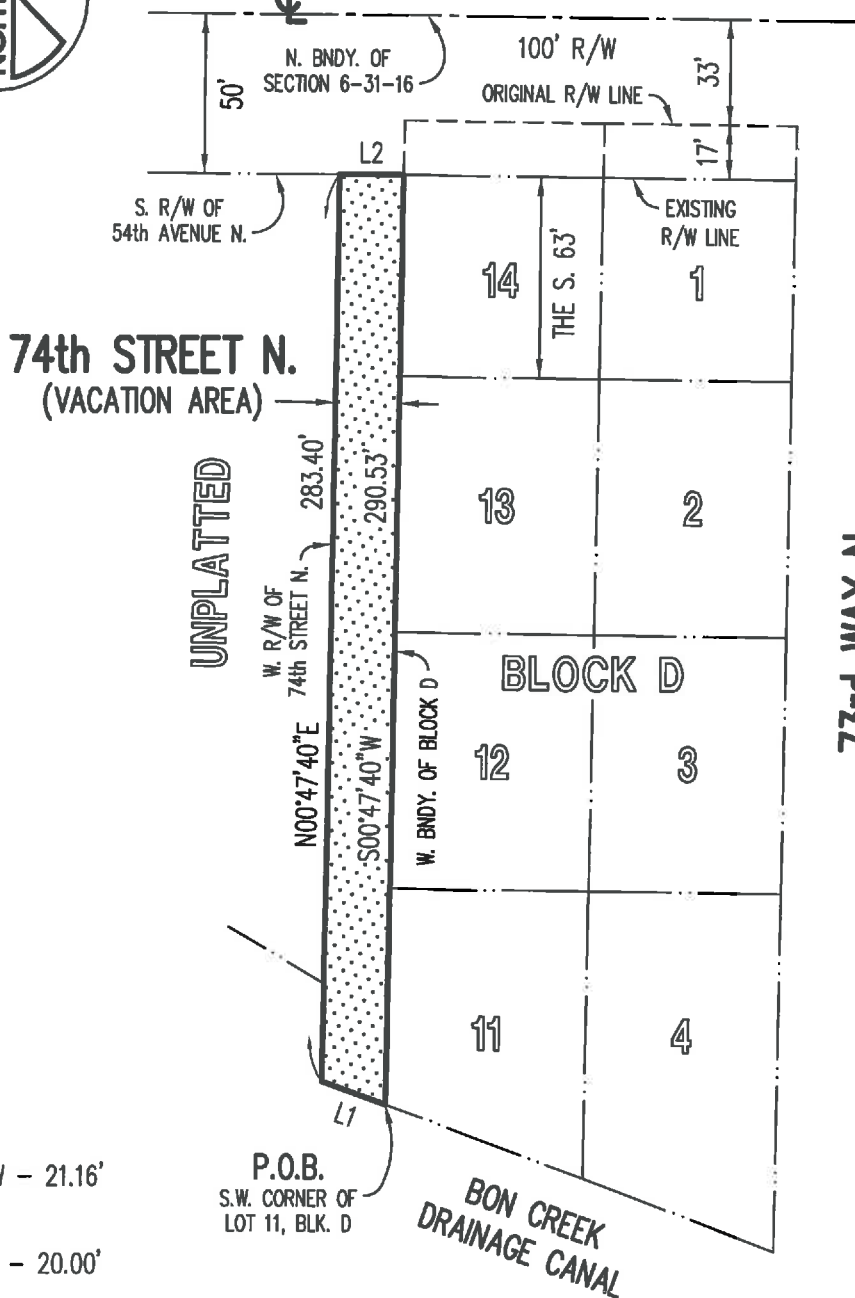 N. BNDY. OF
SECTION 6-31-16
100' R/W
50'
33'
ORIGINAL R/W LINE
17'
L2
S. R/W OF
54th AVENUE N.
EXISTING
R/W LINE
14
THE S. 63'
1
74th STREET N.
(VACATION AREA)
283.40'
290.53'
13
2
UNPLATTED
W. R/W OF
74th STREET N.
BLOCK D
N00°47'40"E
S00°47'40"W
W. BNDY. OF BLOCK D
12
3
11
4
L1
P.O.B.
S.W. CORNER OF
LOT 11, BLK. D
BON CREEK
DRAINAGE CANAL
- 21.16'
- 20.00'